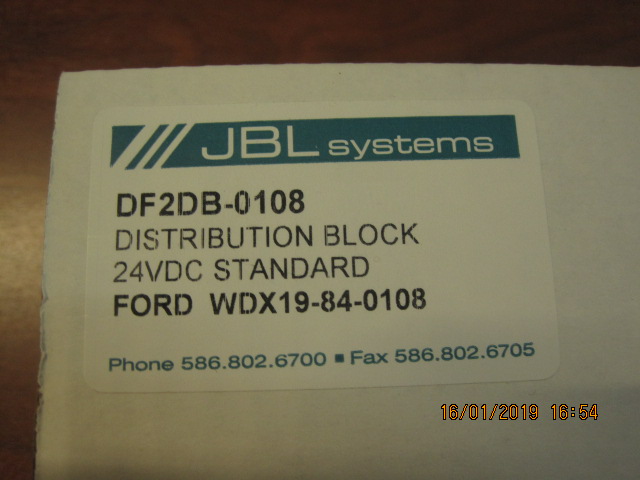 JBL systems
DF2DB-0108
DISTRIBUTION BLOCK
24VDC STANDARD
FORD WDX19-84-0108
Phone 586.802.6700 ■ Fax 586.802.6705
16/01/2019 16:54